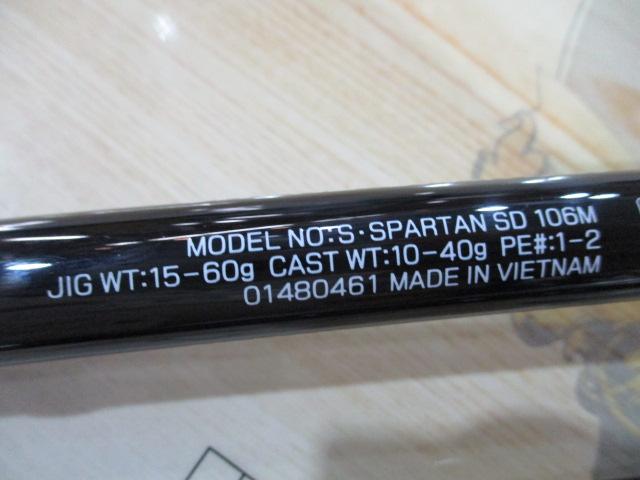 MODEL NO:S・SPARTAN SD 106M
JIG WT:15-60g CAST WT:10-40g PE#:1-2
01480461 MADE IN VIETNAM